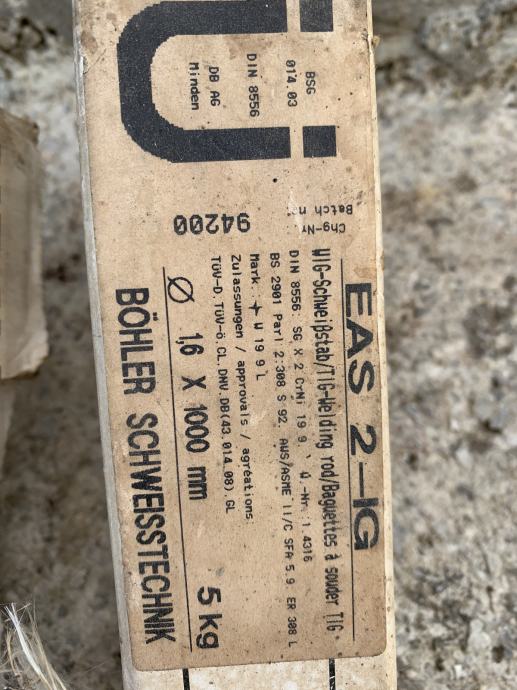 Ü
BSG
014.03
DIN 8556
DB AG
Minden
Chg-Nr.
Batch n°:
94200
EAS 2-IG
WIG-Schweißstab/TIG-Welding rod/Baguettes à souder TIG.
DIN 8556 SG X 2 CrNi 19 9 , W.-Nr. 1.4316
BS 2901 Part 2:308 S 92, AWS/ASME II/C SFA 5.9 ER 308 L
Mark. W 19 9 L
Zulassungen / approvals / agréations
TÜV-D,TÜV-ö,CL,DNV,DB(43.014.08),GL
Ø 1,6 X 1000 mm 5 kg
BÖHLER SCHWEISSTECHNIK